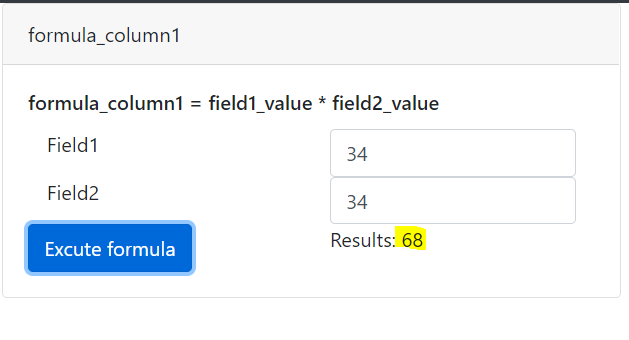 formula_column1
formula_column1 = field1_value * field2_value
Field1 34
Field2 34
Excute formula Results: 68